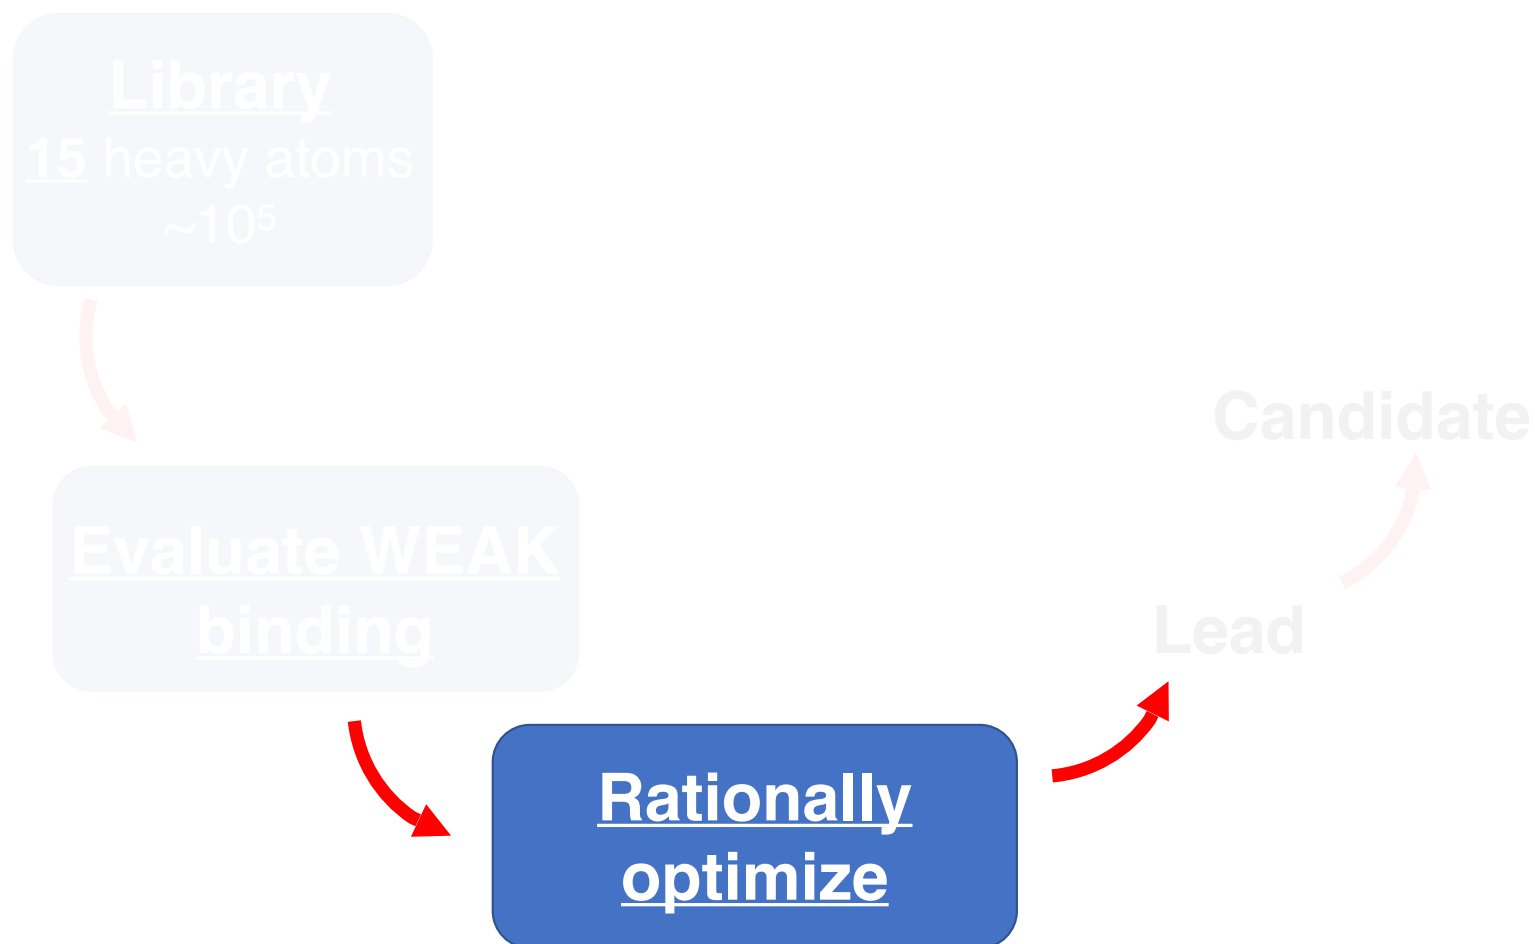 Library
15 heavy atoms
~10⁵
Candidate
Evaluate WEAK
binding
Lead
Rationally
optimize